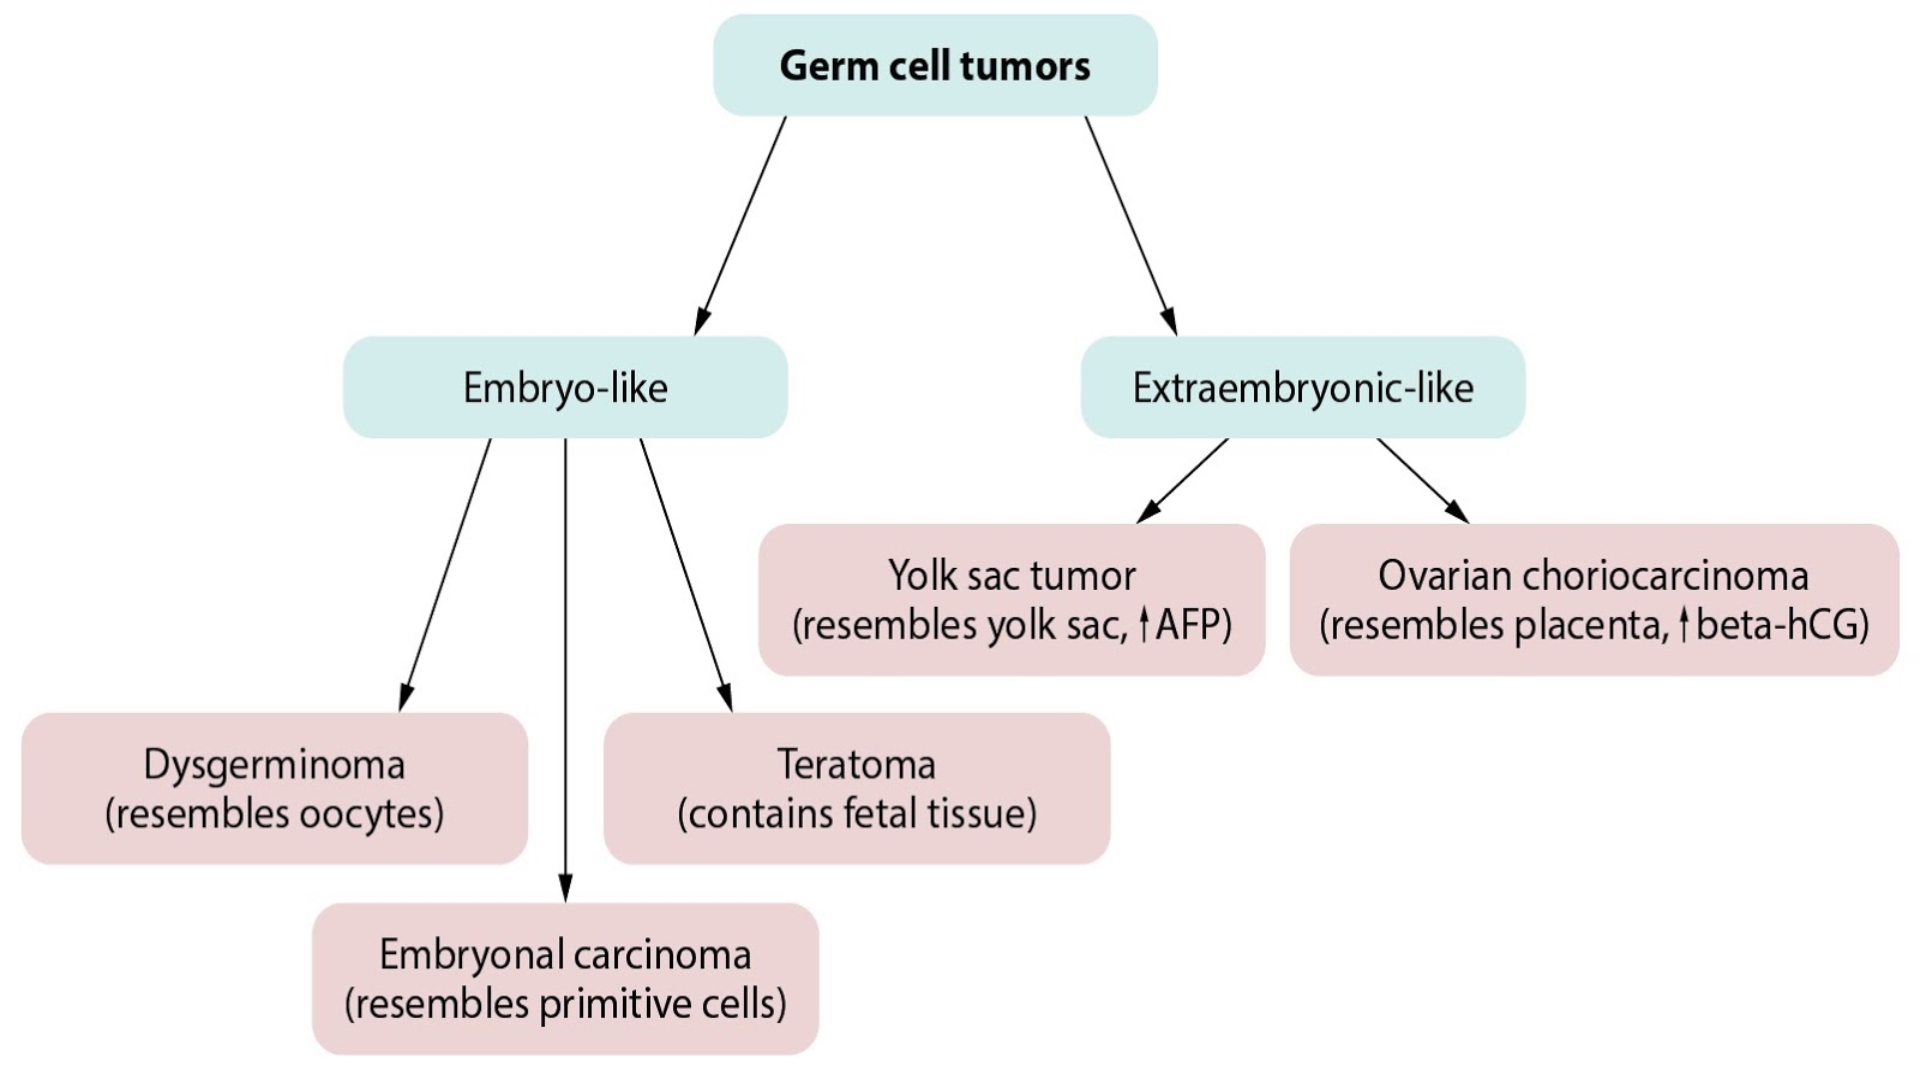 Germ cell tumors
Embryo-like
Extraembryonic-like
Yolk sac tumor
(resembles yolk sac, ↑AFP)
Ovarian choriocarcinoma
(resembles placenta, ↑beta-hCG)
Dysgerminoma
(resembles oocytes)
Teratoma
(contains fetal tissue)
Embryonal carcinoma
(resembles primitive cells)